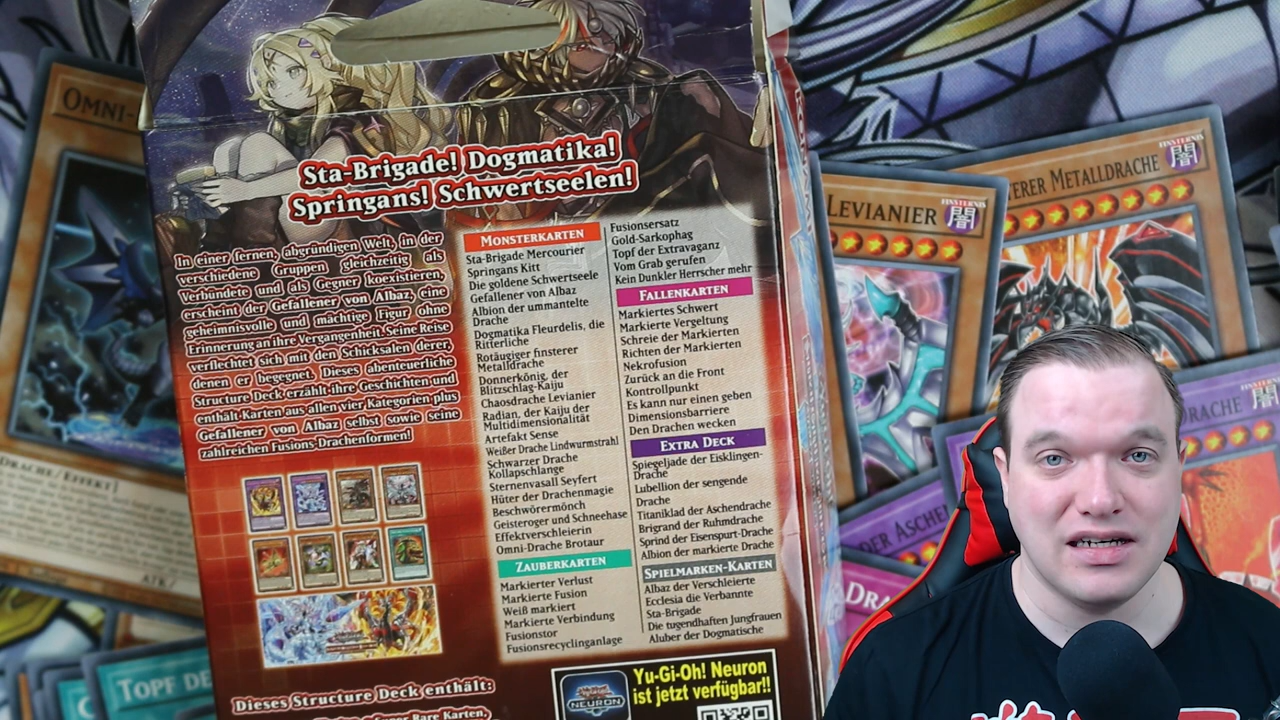 OMNI-
DRACHE/EFFEKT
ATK/
TOPF DE
Sta-Brigade! Dogmatika!
Springans! Schwertseelen!
In einer fernen, abgründigen Welt, in der
verschiedene Gruppen gleichzeitig als
Verbündete und als Gegner koexistieren,
erscheint der Gefallener von Albaz, eine
geheimnisvolle und mächtige Figur ohne
Erinnerung an ihre Vergangenheit. Seine Reise
verflechtet sich mit den Schicksalen derer,
denen er begegnet. Dieses abenteuerliche
Structure Deck erzählt ihre Geschichten und
enthält Karten aus allen vier Kategorien plus
Gefallener von Albaz selbst sowie seine
zahlreichen Fusions-Drachenformen!
Dieses Structure Deck enthält:
MONSTERKARTEN
Sta-Brigade Mercourier
Springans Kitt
Die goldene Schwertseele
Gefallener von Albaz
Albion der ummantelte
Drache
Dogmatika Fleurdelis, die
Ritterliche
Rotäugiger finsterer
Metalldrache
Donnerkönig, der
Blitzschlag-Kaiju
Chaosdrache Levianier
Radian, der Kaiju der
Multidimensionalität
Artefakt Sense
Weißer Drache Lindwurmstrahl
Schwarzer Drache
Kollapschlange
Sternenvasall Seyfert
Hüter der Drachenmagie
Beschwörermönch
Geisteroger und Schneehase
Effektverschleierin
Omni-Drache Brotaur
ZAUBERKARTEN
Markierter Verlust
Markierte Fusion
Weiß markiert
Markierte Verbindung
Fusionstor
Fusionsrecyclinganlage
Fusionsersatz
Gold-Sarkophag
Topf der Extravaganz
Vom Grab gerufen
Kein Dunkler Herrscher mehr
FALLENKARTEN
Markiertes Schwert
Markierte Vergeltung
Schreie der Markierten
Richten der Markierten
Nekrofusion
Zurück an die Front
Kontrollpunkt
Es kann nur einen geben
Dimensionsbarriere
Den Drachen wecken
EXTRA DECK
Spiegeljade der Eisklingen-
Drache
Lubellion der sengende
Drache
Titaniklad der Aschendrache
Brigrand der Ruhmdrache
Sprind der Eisenspurt-Drache
Albion der markierte Drache
SPIELMARKEN-KARTEN
Albaz der Verschleierte
Ecclesia die Verbannte
Sta-Brigade
Die tugendhaften Jungfrauen
Aluber der Dogmatische
NEURON
Yu-Gi-Oh! Neuron
ist jetzt verfügbar!!
LEVIANIER
FINSTERNIS
闇
TERER METALLDRACHE
FINSTERNIS
闇
DRACHE
闇
DER ASCHEN
DRA